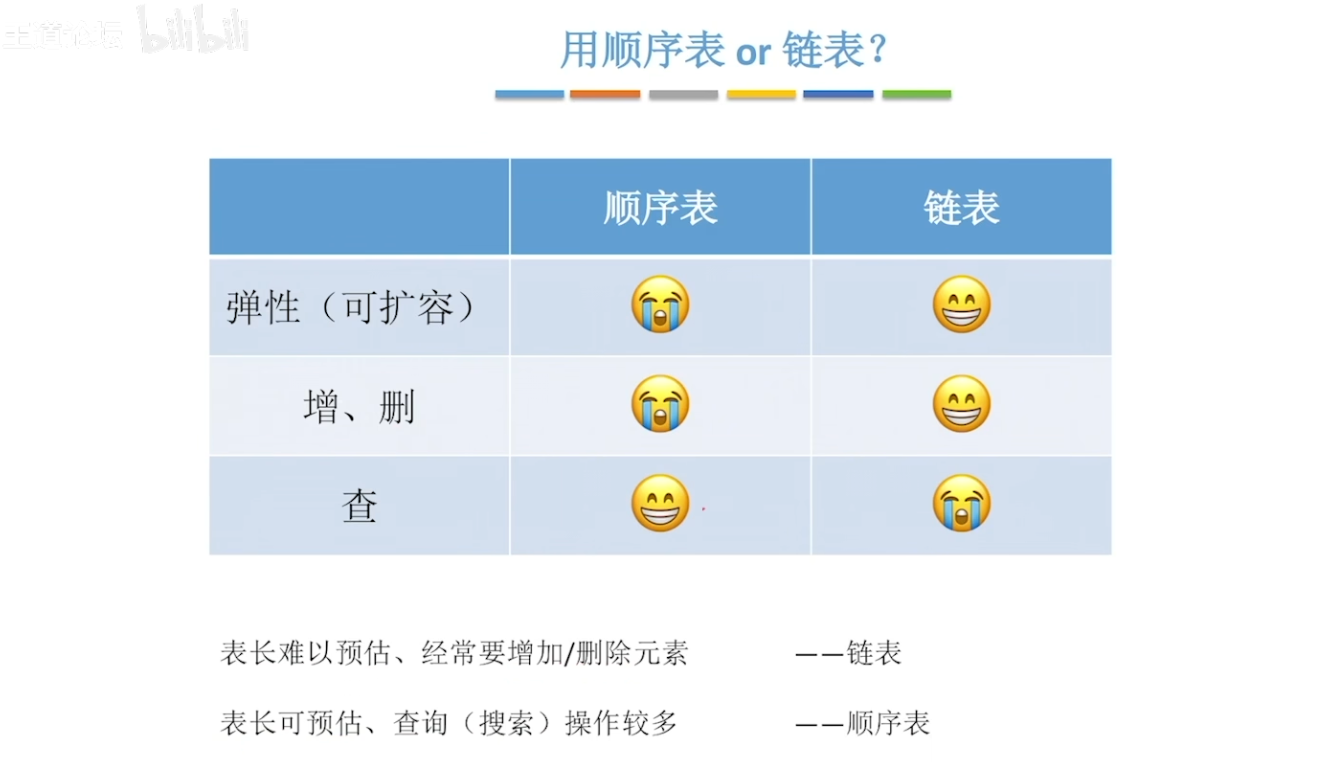 王道论坛 bilibili
用顺序表 or 链表？
顺序表 链表
弹性（可扩容）
增、删
查
表长难以预估、经常要增加/删除元素 ——链表
表长可预估、查询（搜索）操作较多 ——顺序表